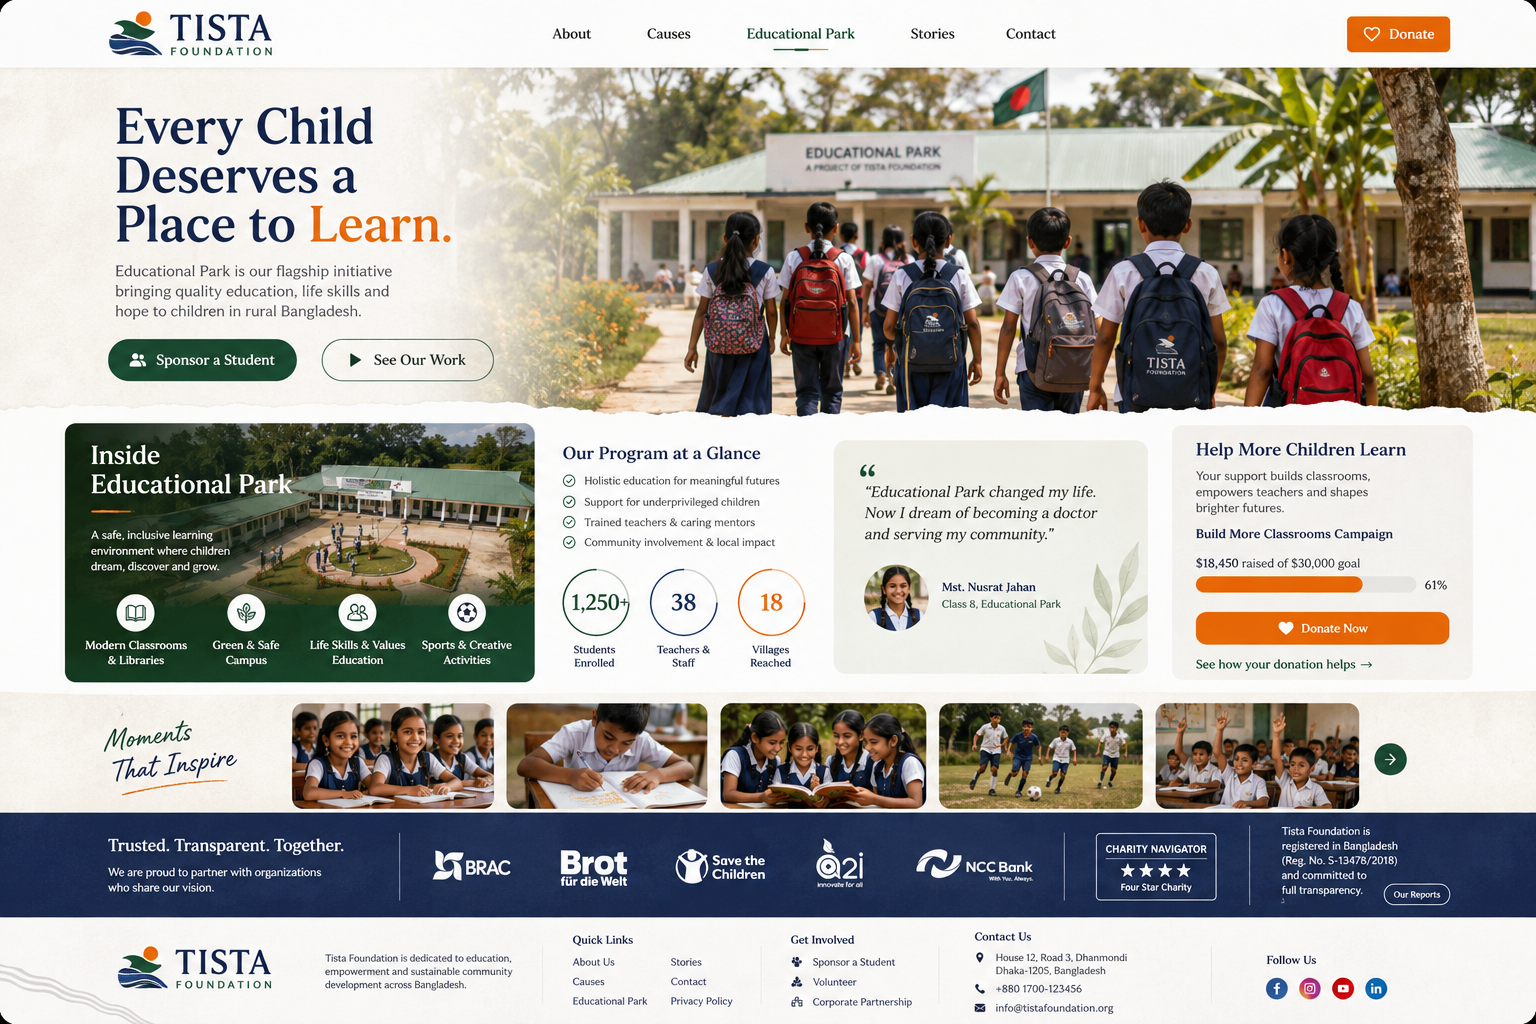 TISTA
FOUNDATION
About
Causes
Educational Park
Stories
Contact
Donate
Every Child
Deserves a
Place to Learn.
Educational Park is our flagship initiative
bringing quality education, life skills and
hope to children in rural Bangladesh.
Sponsor a Student
See Our Work
EDUCATIONAL PARK
A PROJECT OF TISTA FOUNDATION
TISTA
FOUNDATION
Inside
Educational Park
A safe, inclusive learning
environment where children
dream, discover and grow.
Modern Classrooms
& Libraries
Green & Safe
Campus
Life Skills & Values
Education
Sports & Creative
Activities
Our Program at a Glance
Holistic education for meaningful futures
Support for underprivileged children
Trained teachers & caring mentors
Community involvement & local impact
1,250+
Students
Enrolled
38
Teachers &
Staff
18
Villages
Reached
“
“Educational Park changed my life.
Now I dream of becoming a doctor
and serving my community.”
Mst. Nusrat Jahan
Class 8, Educational Park
Help More Children Learn
Your support builds classrooms,
empowers teachers and shapes
brighter futures.
Build More Classrooms Campaign
$18,450 raised of $30,000 goal
61%
Donate Now
See how your donation helps →
Moments
That Inspire
Trusted. Transparent. Together.
We are proud to partner with organizations
who share our vision.
BRAC
Brot
für die Welt
Save the
Children
a2i
innovate for all
NCC Bank
With You, Always.
CHARITY NAVIGATOR
Four Star Charity
Tista Foundation is
registered in Bangladesh
(Reg. No. S-13478/2018)
and committed to
full transparency.
Our Reports
TISTA
FOUNDATION
Tista Foundation is dedicated to education,
empowerment and sustainable community
development across Bangladesh.
Quick Links
About Us
Causes
Educational Park
Stories
Contact
Privacy Policy
Get Involved
Sponsor a Student
Volunteer
Corporate Partnership
Contact Us
House 12, Road 3, Dhanmondi
Dhaka-1205, Bangladesh
+880 1700-123456
info@tistafoundation.org
Follow Us